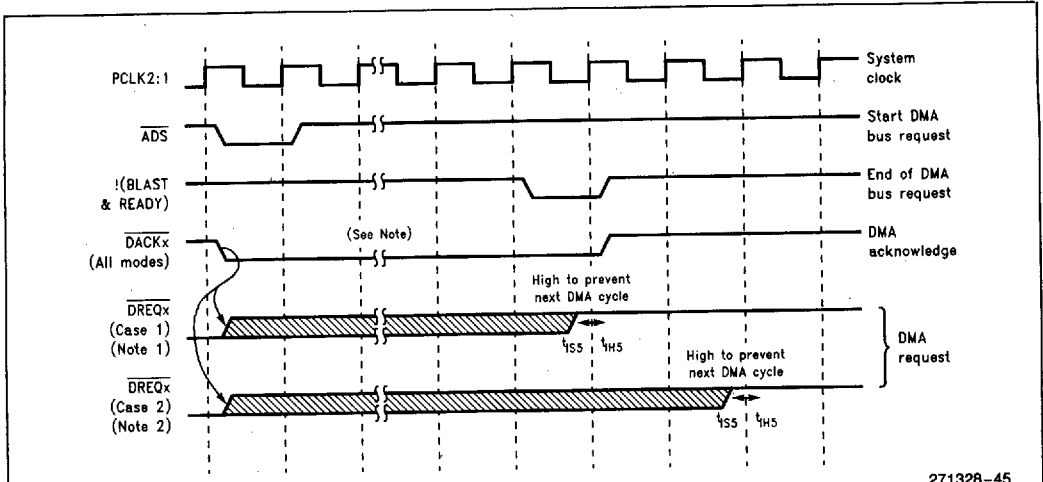 PCLK2:1
System
clock
ADS
Start DMA
bus request
!(BLAST
& READY)
End of DMA
bus request
DACKx
(All modes)
(See Note)
DMA
acknowledge
High to prevent
next DMA cycle
DREQx
(Case 1)
(Note 1)
tIS5 tIH5
DMA
request
High to prevent
next DMA cycle
DREQx
(Case 2)
(Note 2)
tIS5 tIH5
271328-45